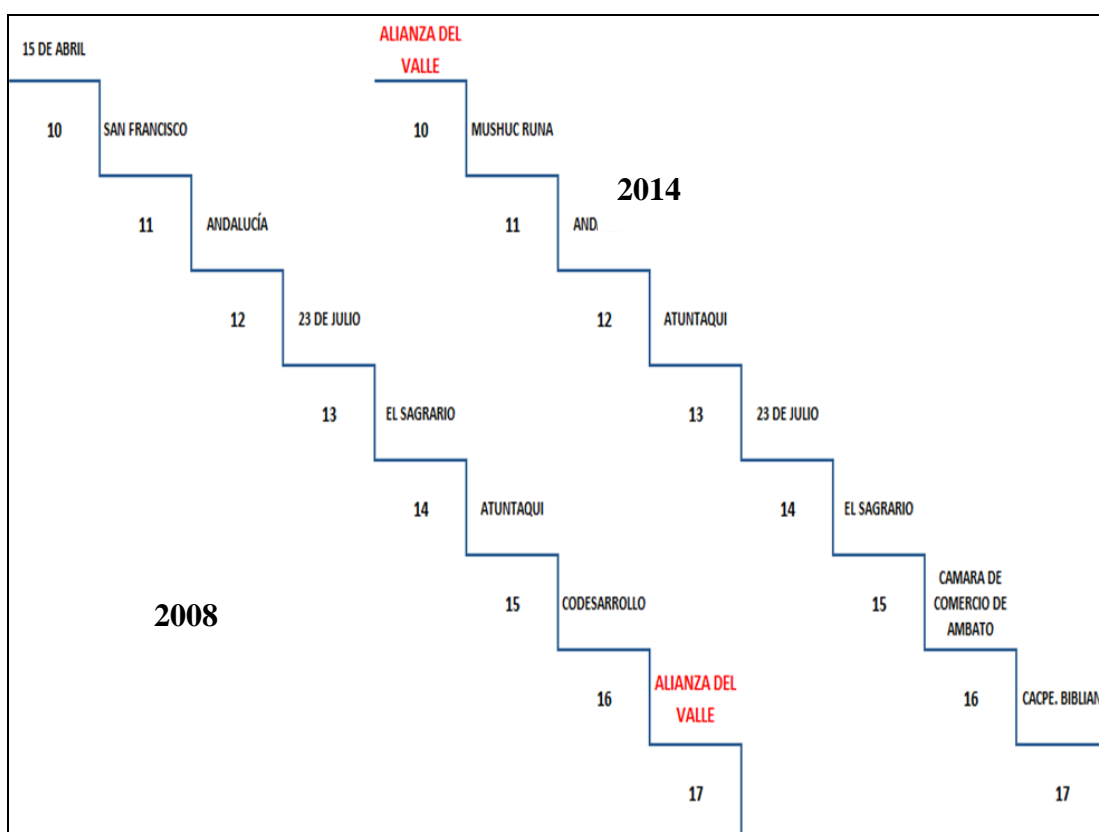 15 DE ABRIL
10
SAN FRANCISCO
11
ANDALUCÍA
12
23 DE JULIO
13
EL SAGRARIO
14
ATUNTAQUI
15
CODESARROLLO
16
ALIANZA DEL
VALLE
17
2008
ALIANZA DEL
VALLE
10
MUSHUC RUNA
11
2014
12
ATUNTAQUI
13
23 DE JULIO
14
EL SAGRARIO
15
CAMARA DE
COMERCIO DE
AMBATO
16
CACPE. BIBLIAN
17